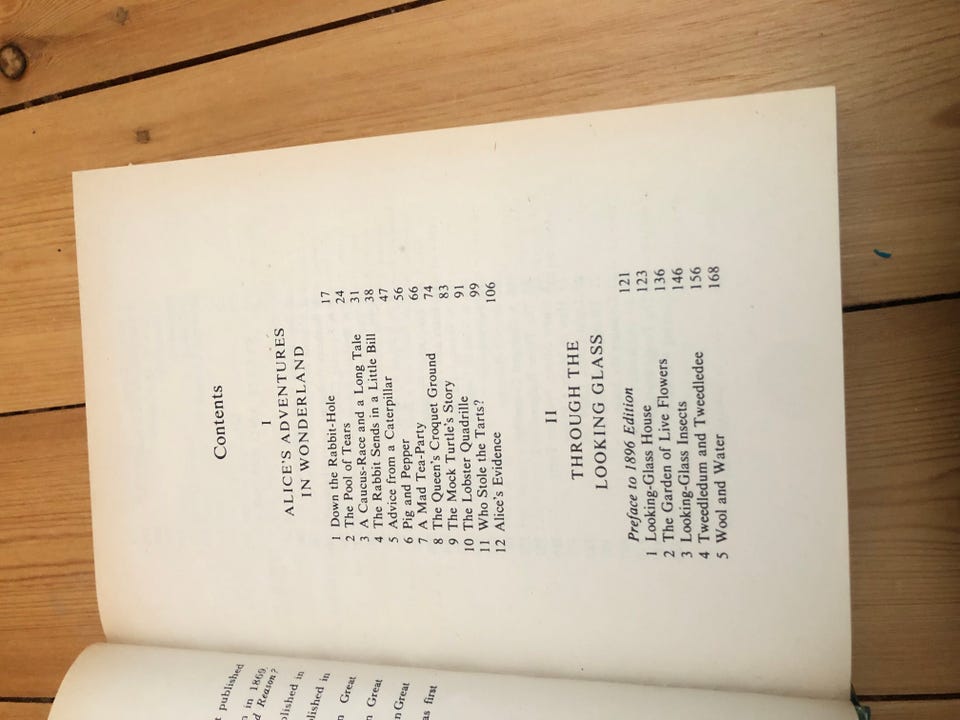 t published
n in 1869.
d Reason?
blished in
blished in
n Great
n Great
n Great
as first
Contents
I
ALICE'S ADVENTURES
IN WONDERLAND
1 Down the Rabbit-Hole 17
2 The Pool of Tears 24
3 A Caucus-Race and a Long Tale 31
4 The Rabbit Sends in a Little Bill 38
5 Advice from a Caterpillar 47
6 Pig and Pepper 56
7 A Mad Tea-Party 66
8 The Queen's Croquet Ground 74
9 The Mock Turtle's Story 83
10 The Lobster Quadrille 91
11 Who Stole the Tarts? 99
12 Alice's Evidence 106
II
THROUGH THE
LOOKING GLASS
Preface to 1896 Edition 121
1 Looking-Glass House 123
2 The Garden of Live Flowers 136
3 Looking-Glass Insects 146
4 Tweedledum and Tweedledee 156
5 Wool and Water 168